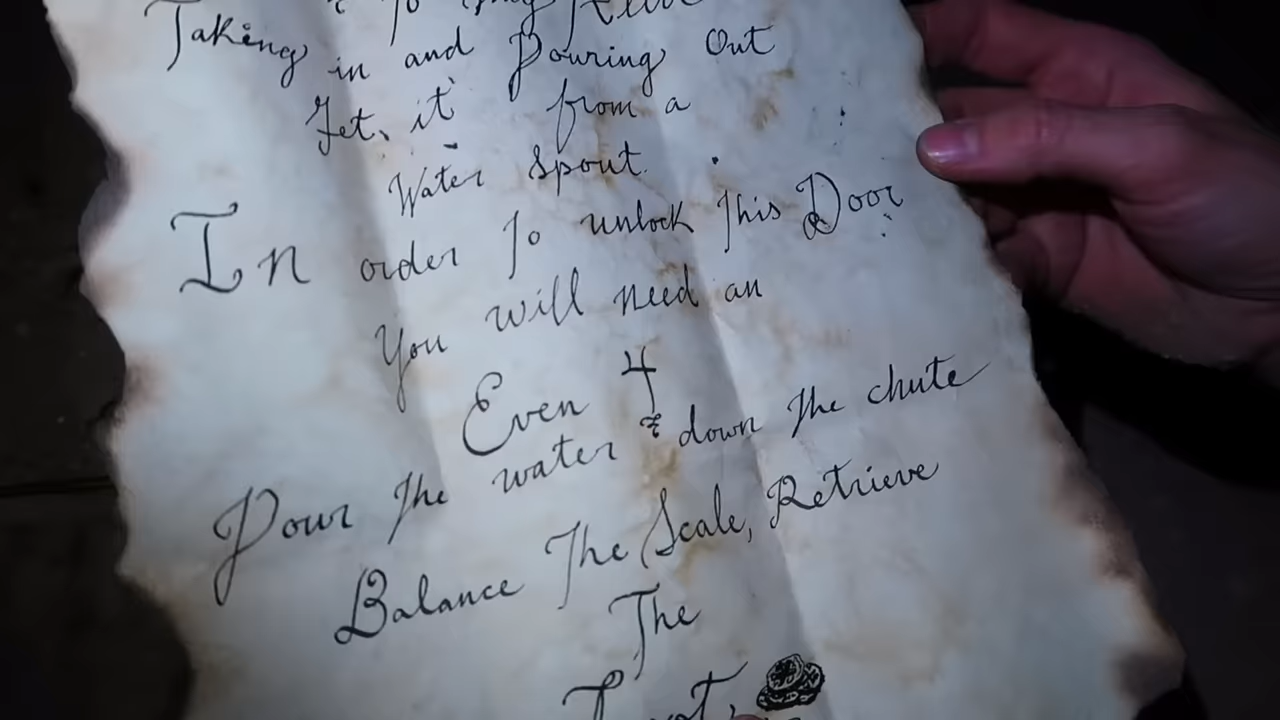 Taking in and Pouring Out
Yet, it from a
Water Spout.
In order To unlock This Door
You will need an
Even 4
Pour The water & down The chute
Balance The Scale, Retrieve
The